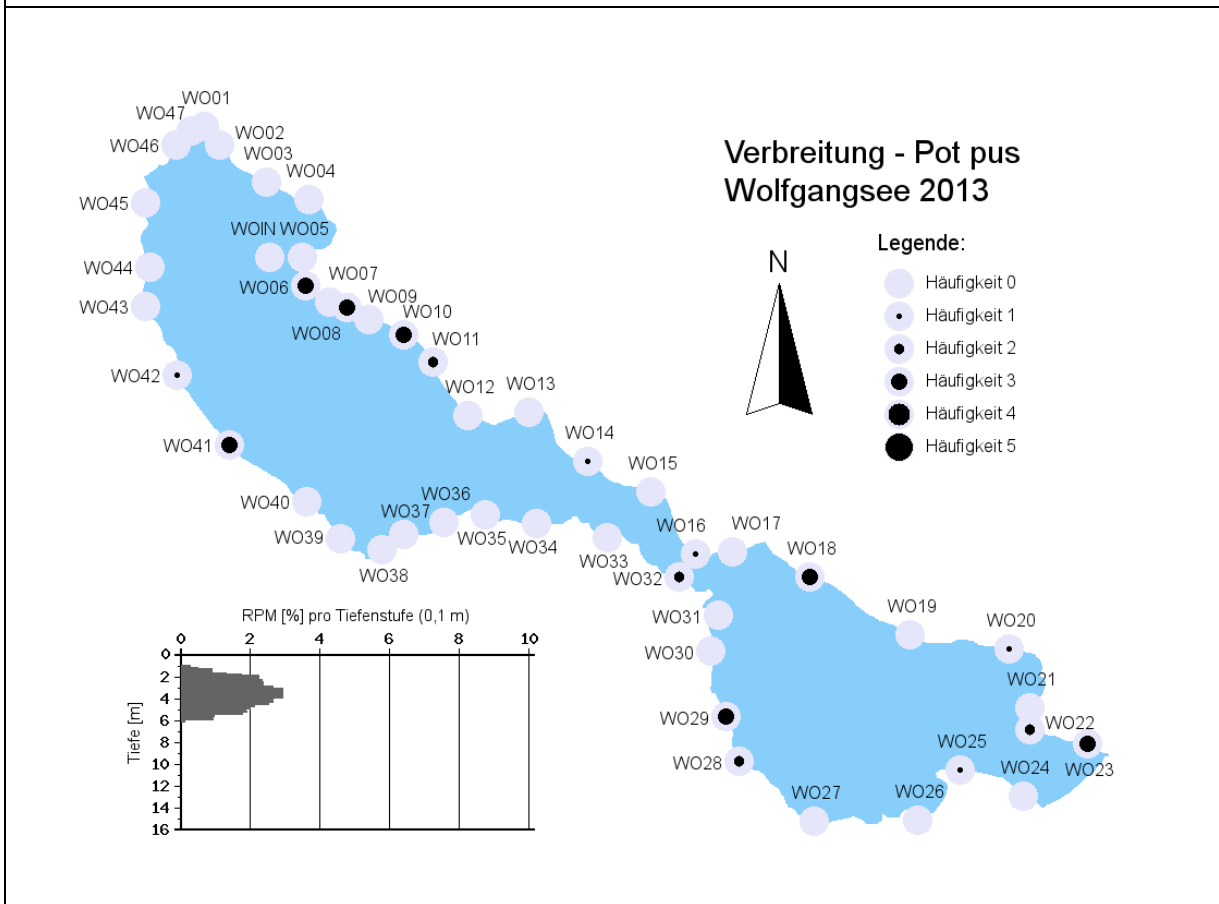 Verbreitung - Pot pus
Wolfgangsee 2013
N
Legende:
Häufigkeit 0
Häufigkeit 1
Häufigkeit 2
Häufigkeit 3
Häufigkeit 4
Häufigkeit 5
WO01
WO47
WO02
WO46
WO03
WO04
WO45
WOIN
WO05
WO44
WO06
WO07
WO43
WO08
WO09
WO10
WO11
WO42
WO12
WO13
WO41
WO14
WO15
WO40
WO36
WO37
WO39
WO38
WO35
WO34
WO33
WO16
WO17
WO32
WO18
WO31
WO19
WO20
WO30
WO21
WO29
WO22
WO28
WO25
WO24
WO23
WO27
WO26
RPM [%] pro Tiefenstufe (0,1 m)
0 2 4 6 8 10
Tiefe [m]
0
2
4
6
8
10
12
14
16